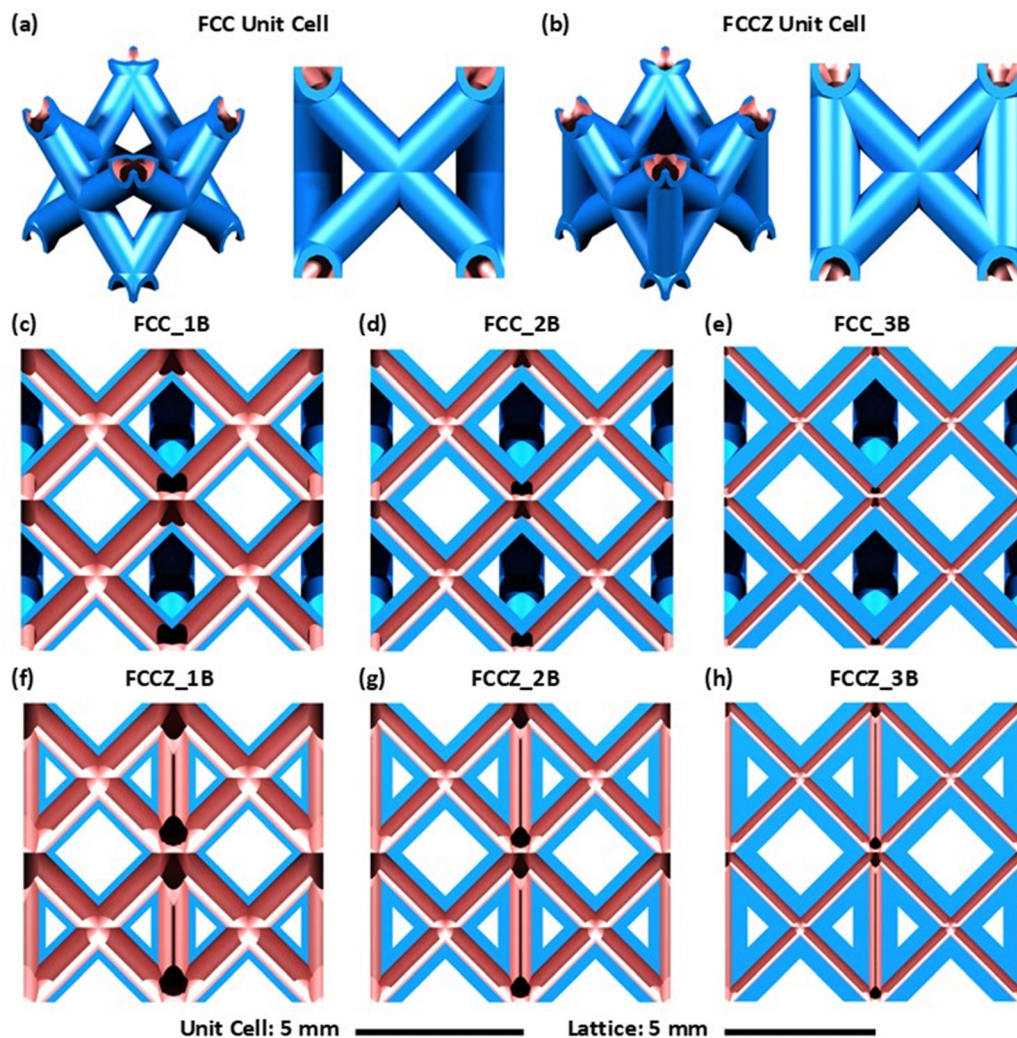 (a) FCC Unit Cell (b) FCCZ Unit Cell
(c) FCC_1B (d) FCC_2B (e) FCC_3B
(f) FCCZ_1B (g) FCCZ_2B (h) FCCZ_3B
Unit Cell: 5 mm Lattice: 5 mm